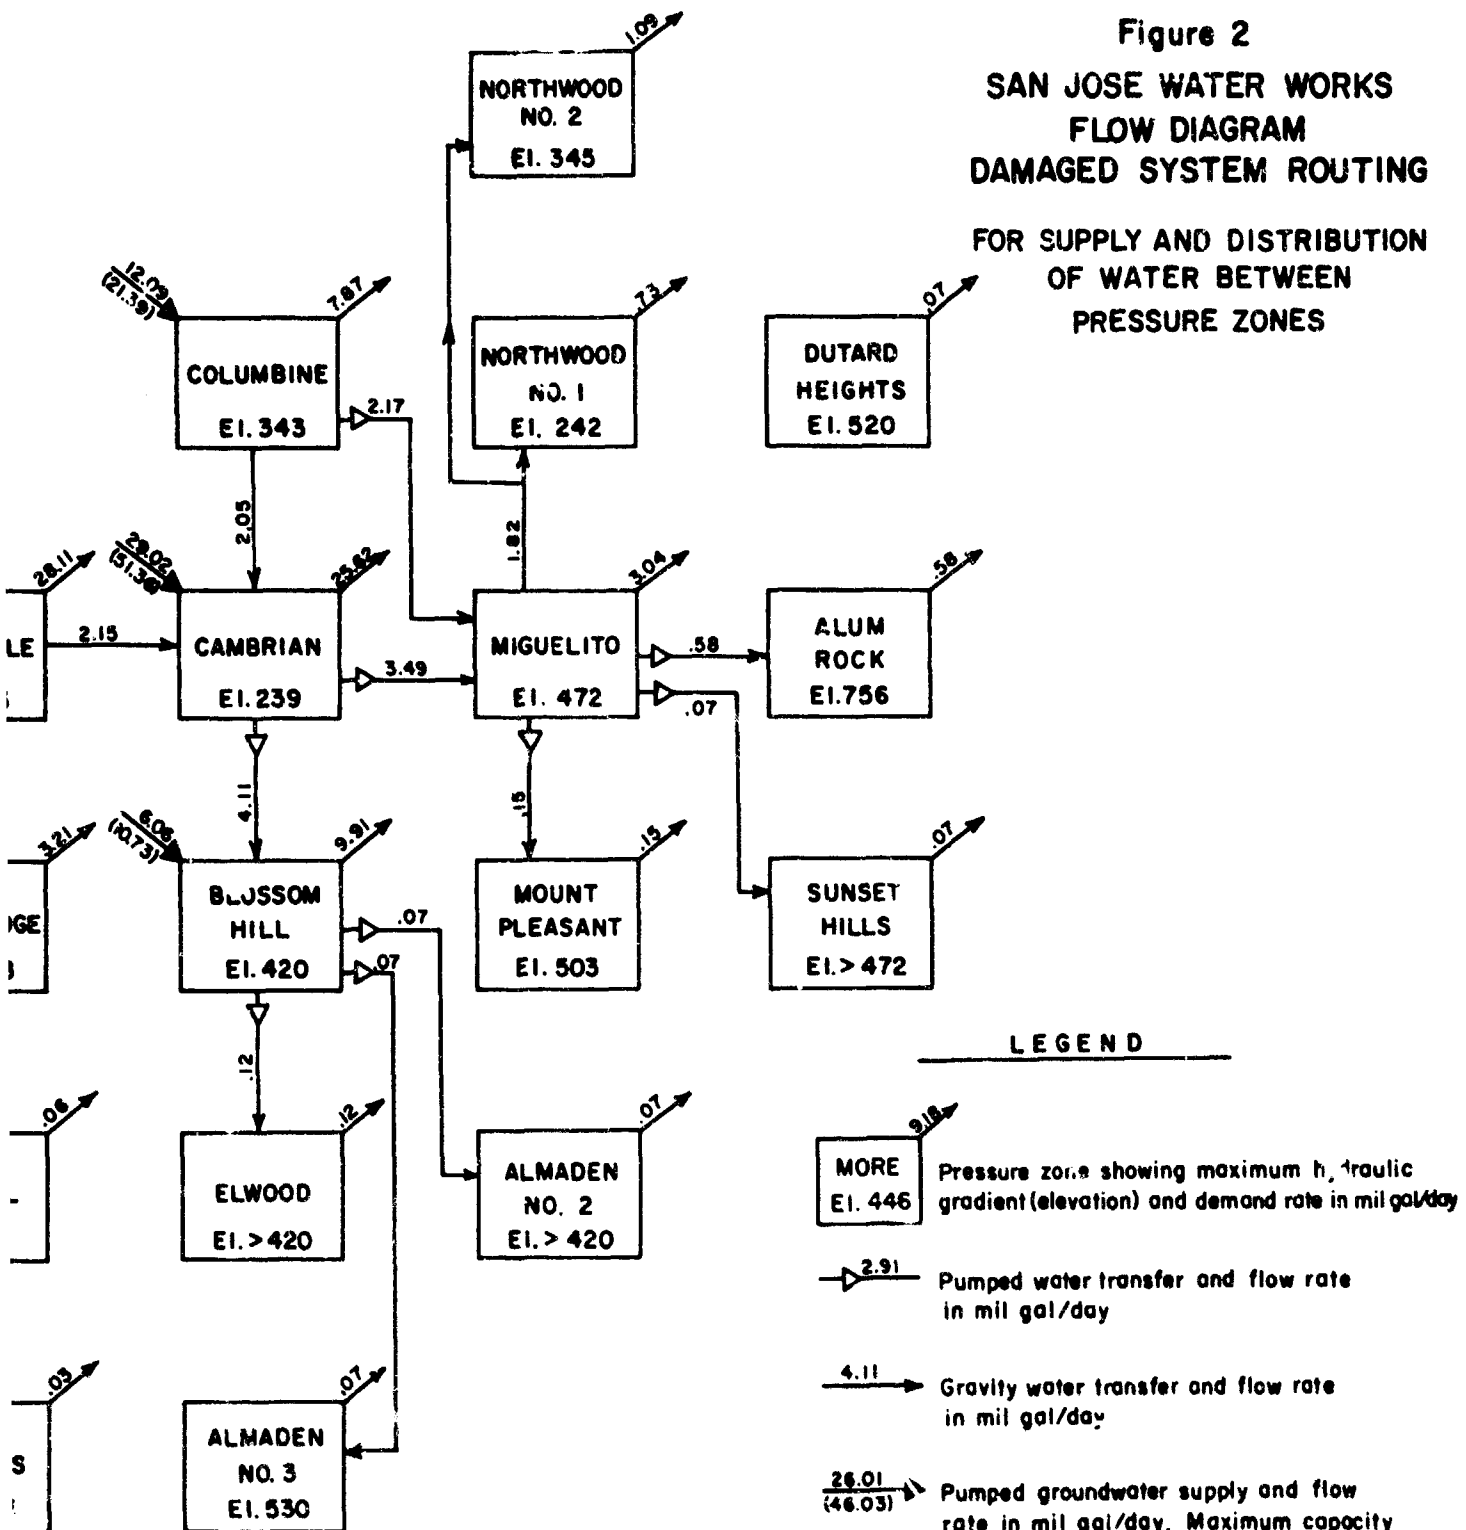 Figure 2
SAN JOSE WATER WORKS
FLOW DIAGRAM
DAMAGED SYSTEM ROUTING
FOR SUPPLY AND DISTRIBUTION
OF WATER BETWEEN
PRESSURE ZONES
1.09
NORTHWOOD
NO. 2
El. 345
12.09
(21.39)
7.87
COLUMBINE
El. 343
2.17
.73
NORTHWOOD
NO. 1
El. 242
.07
DUTARD
HEIGHTS
El. 520
2.05
1.82
28.11
LE
2.15
29.02
(51.36)
25.62
CAMBRIAN
El. 239
3.49
3.04
MIGUELITO
El. 472
.58
.07
.58
ALUM
ROCK
El. 756
4.11
.15
3.21
GE
6.06
(10.73)
9.91
BLOSSOM
HILL
El. 420
.07
.07
.15
MOUNT
PLEASANT
El. 503
.07
SUNSET
HILLS
El. > 472
.12
.06
.12
ELWOOD
El. > 420
.07
ALMADEN
NO. 2
El. > 420
.03
S
.07
ALMADEN
NO. 3
El. 530
LEGEND
9.16
MORE
El. 446
Pressure zone showing maximum hydraulic
gradient (elevation) and demand rate in mil gal/day
2.91
Pumped water transfer and flow rate
in mil gal/day
4.11
Gravity water transfer and flow rate
in mil gal/day
26.01
(46.03)
Pumped groundwater supply and flow
rate in mil gal/day. Maximum capacity